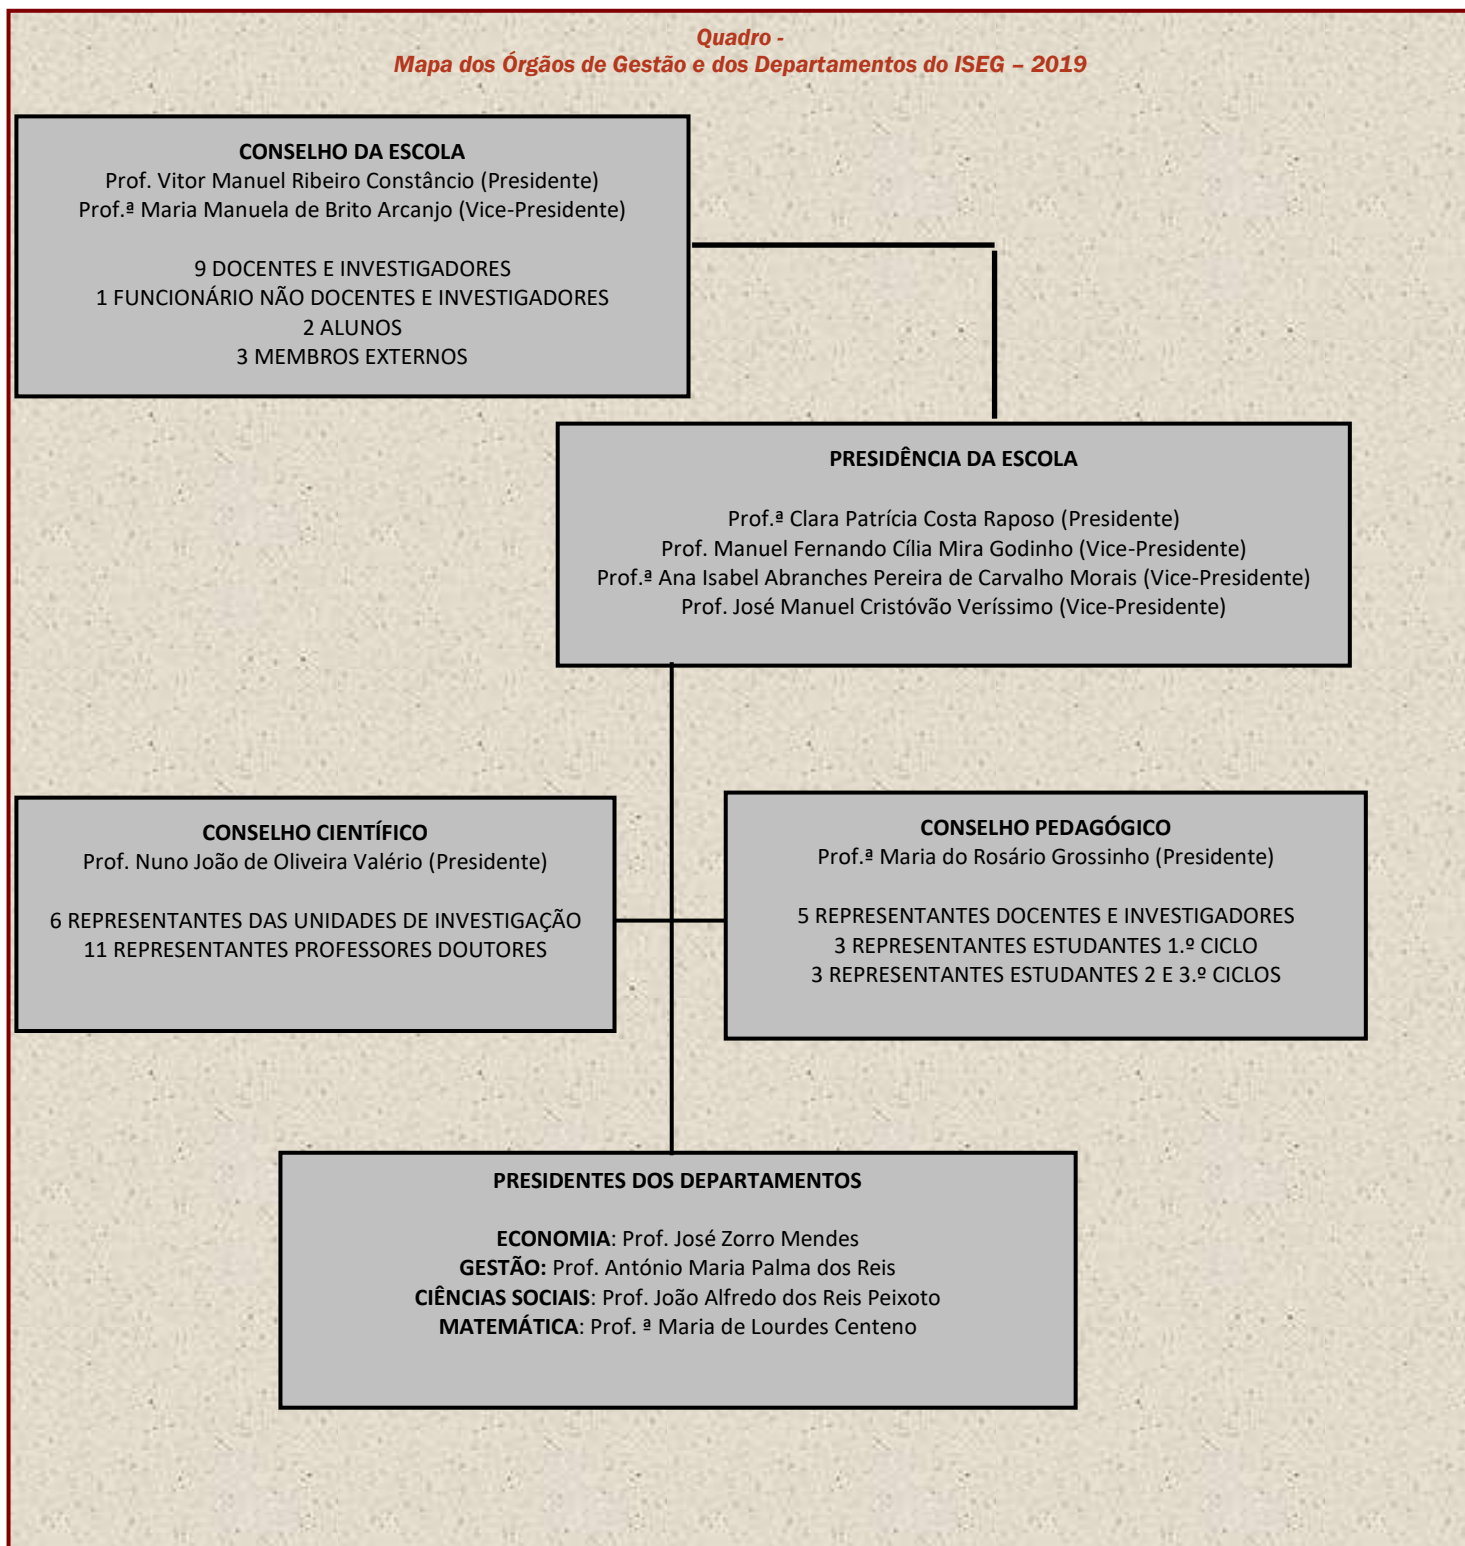 Quadro -
Mapa dos Órgãos de Gestão e dos Departamentos do ISEG – 2019
CONSELHO DA ESCOLA
Prof. Vitor Manuel Ribeiro Constâncio (Presidente)
Prof.ª Maria Manuela de Brito Arcanjo (Vice-Presidente)
9 DOCENTES E INVESTIGADORES
1 FUNCIONÁRIO NÃO DOCENTES E INVESTIGADORES
2 ALUNOS
3 MEMBROS EXTERNOS
PRESIDÊNCIA DA ESCOLA
Prof.ª Clara Patrícia Costa Raposo (Presidente)
Prof. Manuel Fernando Cília Mira Godinho (Vice-Presidente)
Prof.ª Ana Isabel Abranches Pereira de Carvalho Morais (Vice-Presidente)
Prof. José Manuel Cristóvão Veríssimo (Vice-Presidente)
CONSELHO CIENTÍFICO
Prof. Nuno João de Oliveira Valério (Presidente)
6 REPRESENTANTES DAS UNIDADES DE INVESTIGAÇÃO
11 REPRESENTANTES PROFESSORES DOUTORES
CONSELHO PEDAGÓGICO
Prof.ª Maria do Rosário Grossinho (Presidente)
5 REPRESENTANTES DOCENTES E INVESTIGADORES
3 REPRESENTANTES ESTUDANTES 1.º CICLO
3 REPRESENTANTES ESTUDANTES 2 E 3.º CICLOS
PRESIDENTES DOS DEPARTAMENTOS
ECONOMIA: Prof. José Zorro Mendes
GESTÃO: Prof. António Maria Palma dos Reis
CIÊNCIAS SOCIAIS: Prof. João Alfredo dos Reis Peixoto
MATEMÁTICA: Prof. ª Maria de Lourdes Centeno